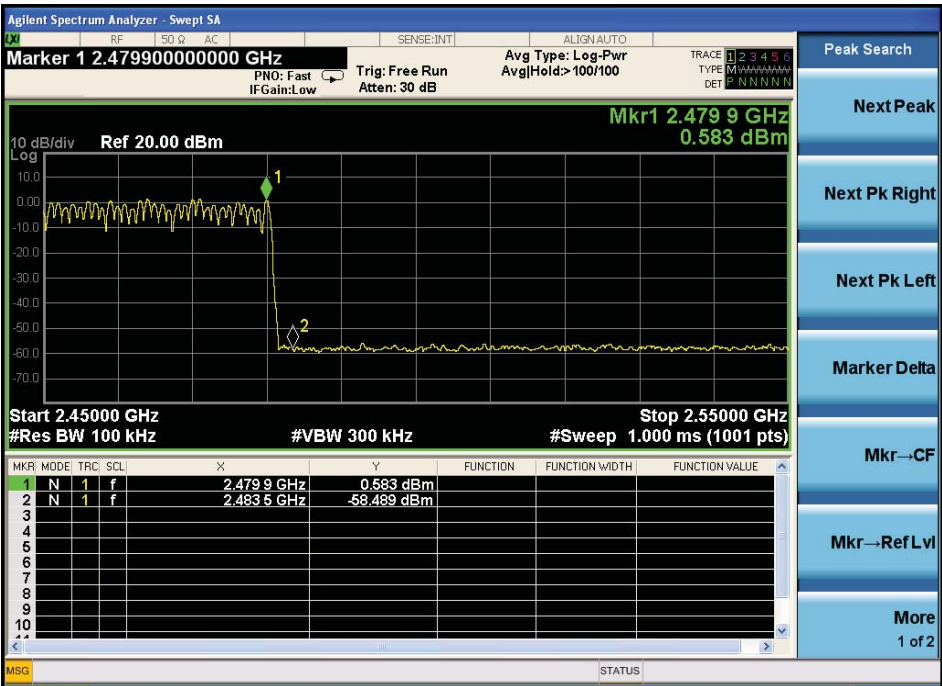 Agilent Spectrum Analyzer - Swept SA
LXI RF 50 Ω AC SENSE:INT ALIGN AUTO
Marker 1 2.479900000000 GHz
PNO: Fast
IFGain:Low
Trig: Free Run
Atten: 30 dB
Avg Type: Log-Pwr
Avg|Hold:>100/100
TRACE 1 2 3 4 5 6
TYPE M
DET P N N N N N
Mkr1 2.479 9 GHz
0.583 dBm
10 dB/div Ref 20.00 dBm
Log
10.0
0.00
-10.0
-20.0
-30.0
-40.0
-50.0
-60.0
-70.0
1
2
Start 2.45000 GHz Stop 2.55000 GHz
#Res BW 100 kHz #VBW 300 kHz #Sweep 1.000 ms (1001 pts)
MKR MODE TRC SCL X Y FUNCTION FUNCTION WIDTH FUNCTION VALUE
1 N 1 f 2.479 9 GHz 0.583 dBm
2 N 1 f 2.483 5 GHz -58.489 dBm
3
4
5
6
7
8
9
10
MSG STATUS
Peak Search
Next Peak
Next Pk Right
Next Pk Left
Marker Delta
Mkr→CF
Mkr→Ref Lvl
More
1 of 2